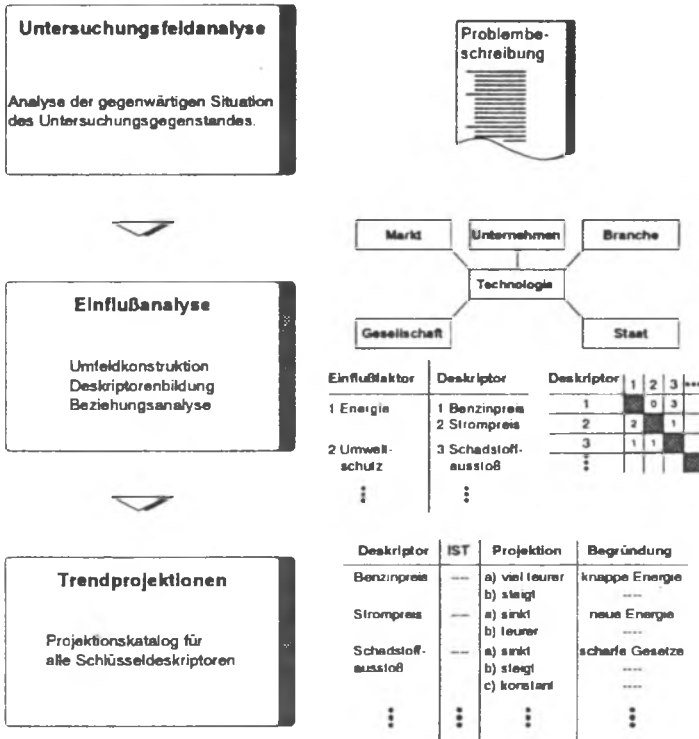 Untersuchungsfeldanalyse
Analyse der gegenwärtigen Situation
des Untersuchungsgegenstandes.
Problembe-
schreibung
Einflußanalyse
Umfeldkonstruktion
Deskriptorenbildung
Beziehungsanalyse
Markt Unternehmen Branche
Technologie
Gesellschaft Staat
Einflußfaktor Deskriptor
1 Energie 1 Benzinpreis
2 Strompreis
2 Umwelt- 3 Schadstoff-
schutz ausstoß
Deskriptor 1 2 3
1 0 3
2 2 1
3 1 1
Trendprojektionen
Projektionskatalog für
alle Schlüsseldeskriptoren
Deskriptor IST Projektion Begründung
Benzinpreis --- a) viel teurer knappe Energie
b) steigt ----
Strompreis --- a) sinkt neue Energie
b) teurer ----
Schadstoff- --- a) sinkt scharfe Gesetze
ausstoß b) steigt ----
c) konstant ----